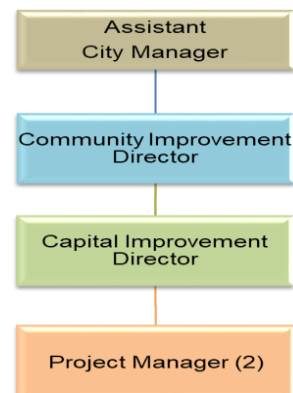 Assistant
City Manager
Community Improvement
Director
Capital Improvement
Director
Project Manager (2)